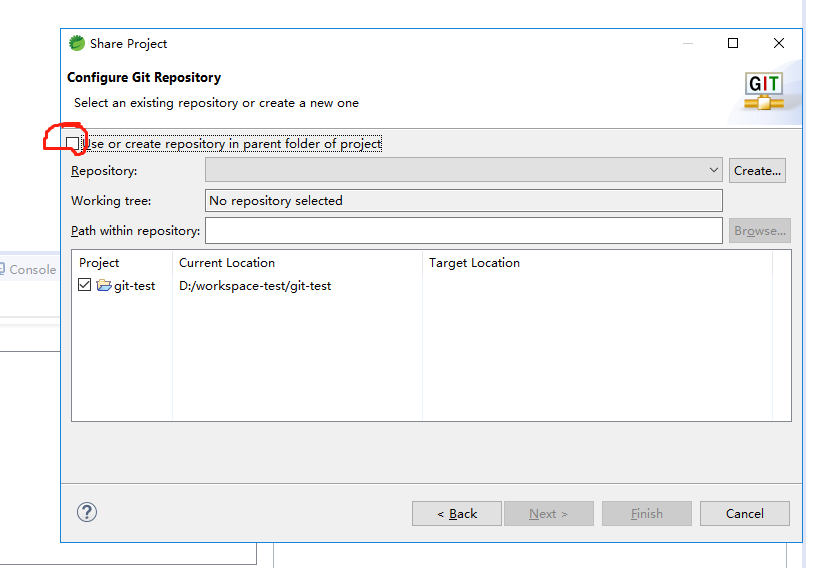 Share Project
Configure Git Repository
Select an existing repository or create a new one
GIT
Use or create repository in parent folder of project
Repository:
Create...
Working tree:
No repository selected
Path within repository:
Browse...
Project
Current Location
Target Location
git-test
D:/workspace-test/git-test
Console
?
< Back
Next >
Finish
Cancel